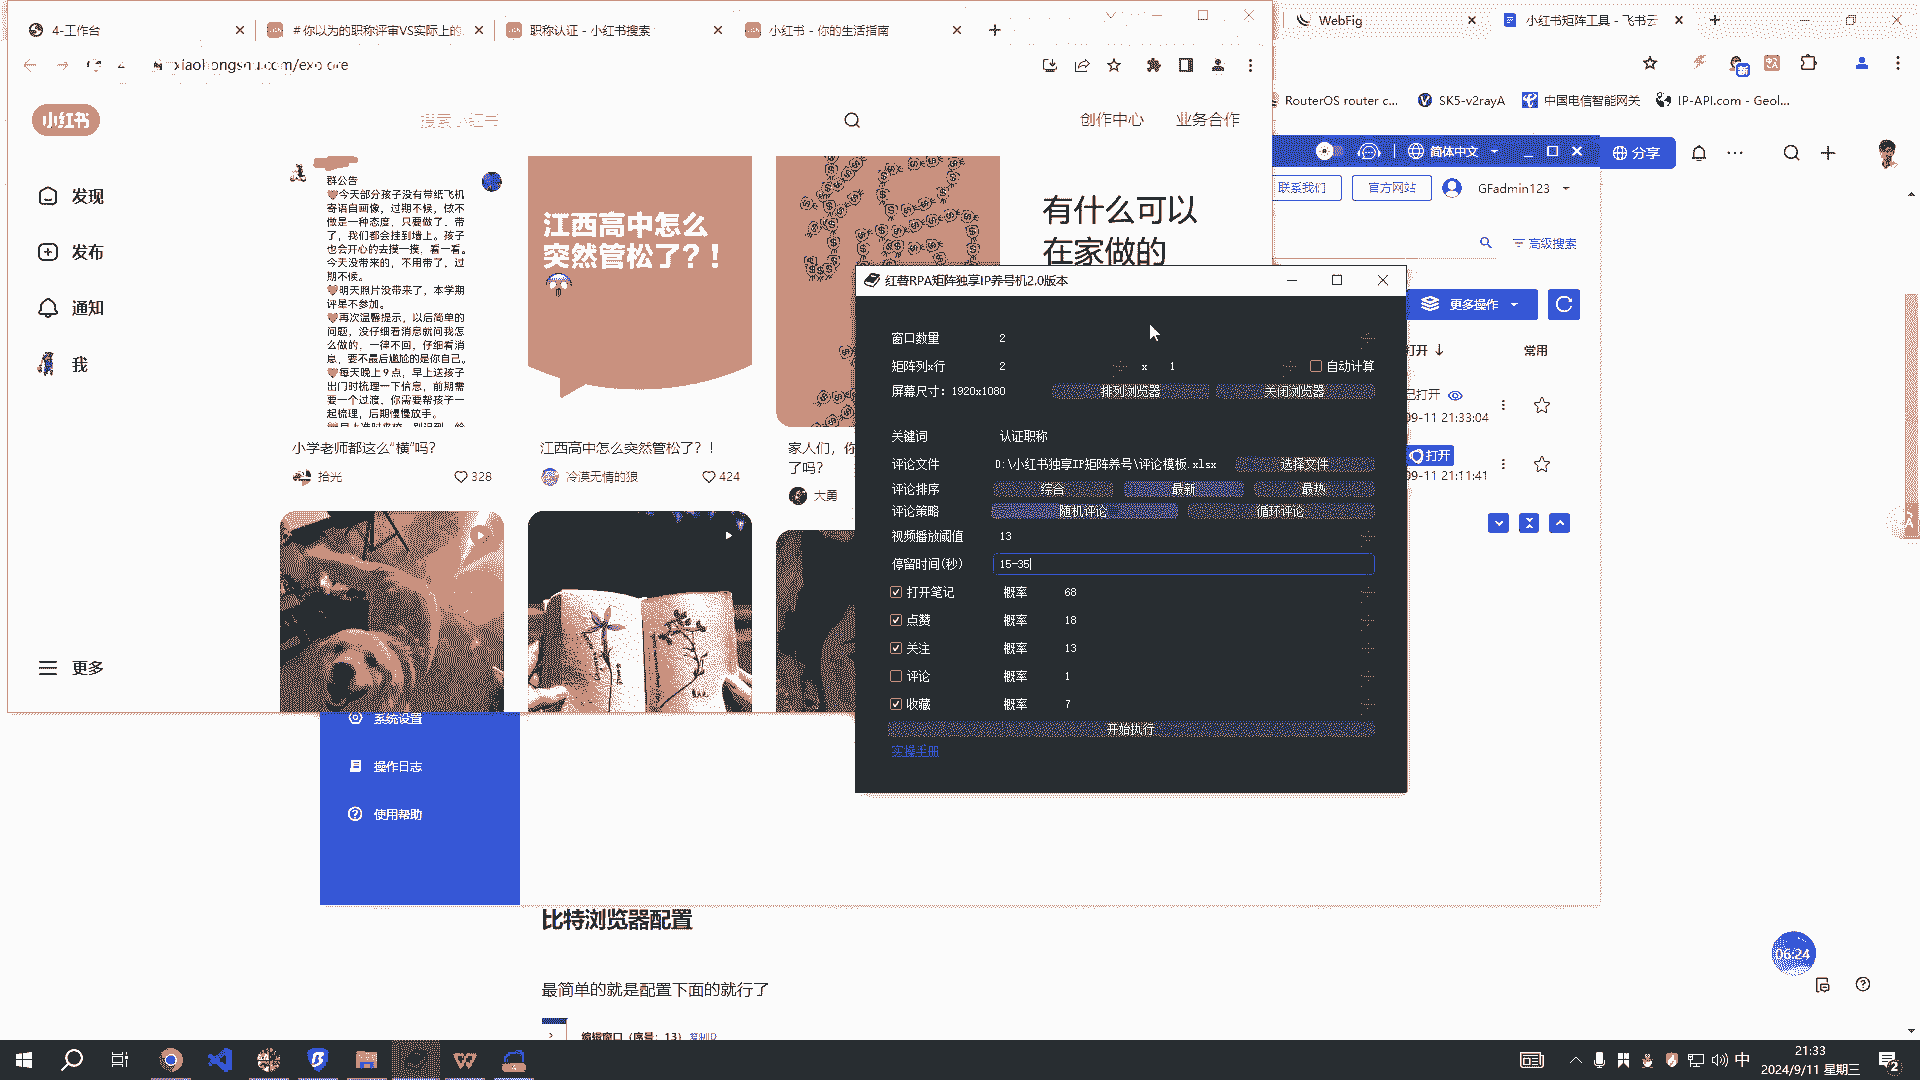 4-工作台
#你以为的职称评审VS实际上的
职称认证 - 小红书搜索
小红书 - 你的生活指南
WebFig
小红书矩阵工具 - 飞书云
xiaohongshu.com/explore
RouterOS router c...
SK5-v2rayA
中国电信智能网关
IP-API.com - Geol...
小红书
搜索小红书
创作中心
业务合作
简体中文
分享
联系我们
官方网站
GFadmin123
高级搜索
更多操作
打开
常用
已打开
09-11 21:33:04
打开
09-11 21:11:41
发现
发布
通知
我
更多
群公告
今天部分孩子没有带纸飞机
寄语自画像，过期不候，做不
做是一种态度，只要做了，带
了，我们都会挂到墙上。孩子
也会开心的去摸一摸，看一看。
今天没带来的，不用带了，过
期不候。
明天照片没带来了，本学期
评星不参加。
再次温馨提示，以后简单的
问题，没仔细看消息就问我怎
么做的，一律不回，仔细看消
息，要不最后尴尬的是你自己。
每天晚上9点，早上送孩子
出门时梳理一下信息，前期需
要一个过渡，你需要帮孩子一
起梳理，后期慢慢放手。
小学老师都这么“横”吗？
拾光
328
江西高中怎么
突然管松了？！
江西高中怎么突然管松了？！
冷漠无情的狼
424
家人们，你
了吗？
大勇
有什么可以
在家做的
红薯RPA矩阵独享IP养号机2.0版本
窗口数量 2
矩阵列x行 2 x 1 自动计算
屏幕尺寸: 1920x1080 排列浏览器 关闭浏览器
关键词 认证职称
评论文件 D:\小红书独享IP矩阵养号\评论模板.xlsx 选择文件
评论排序 综合 最新 最热
评论策略 随机评论 循环评论
视频播放阈值 13
停留时间(秒) 15-35
打开笔记 概率 68
点赞 概率 18
关注 概率 13
评论 概率 1
收藏 概率 7
开始执行
实操手册
系统设置
操作日志
使用帮助
比特浏览器配置
最简单的就是配置下面的就行了
编辑窗口（序号：13） 复制ID
06:24
中
21:33
2024/9/11 星期三
2